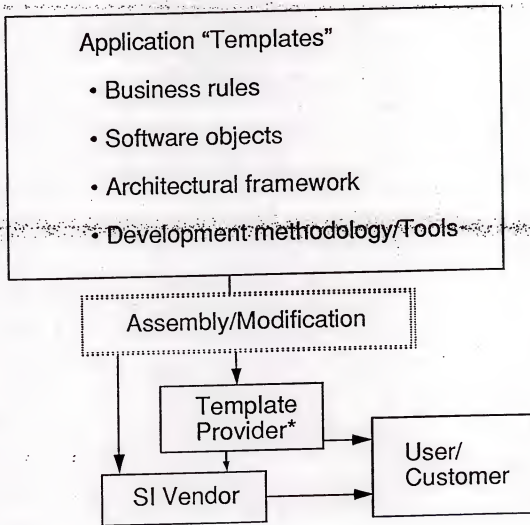 Application “Templates”
• Business rules
• Software objects
• Architectural framework
• Development methodology/Tools
Assembly/Modification
Template
Provider*
User/
Customer
SI Vendor